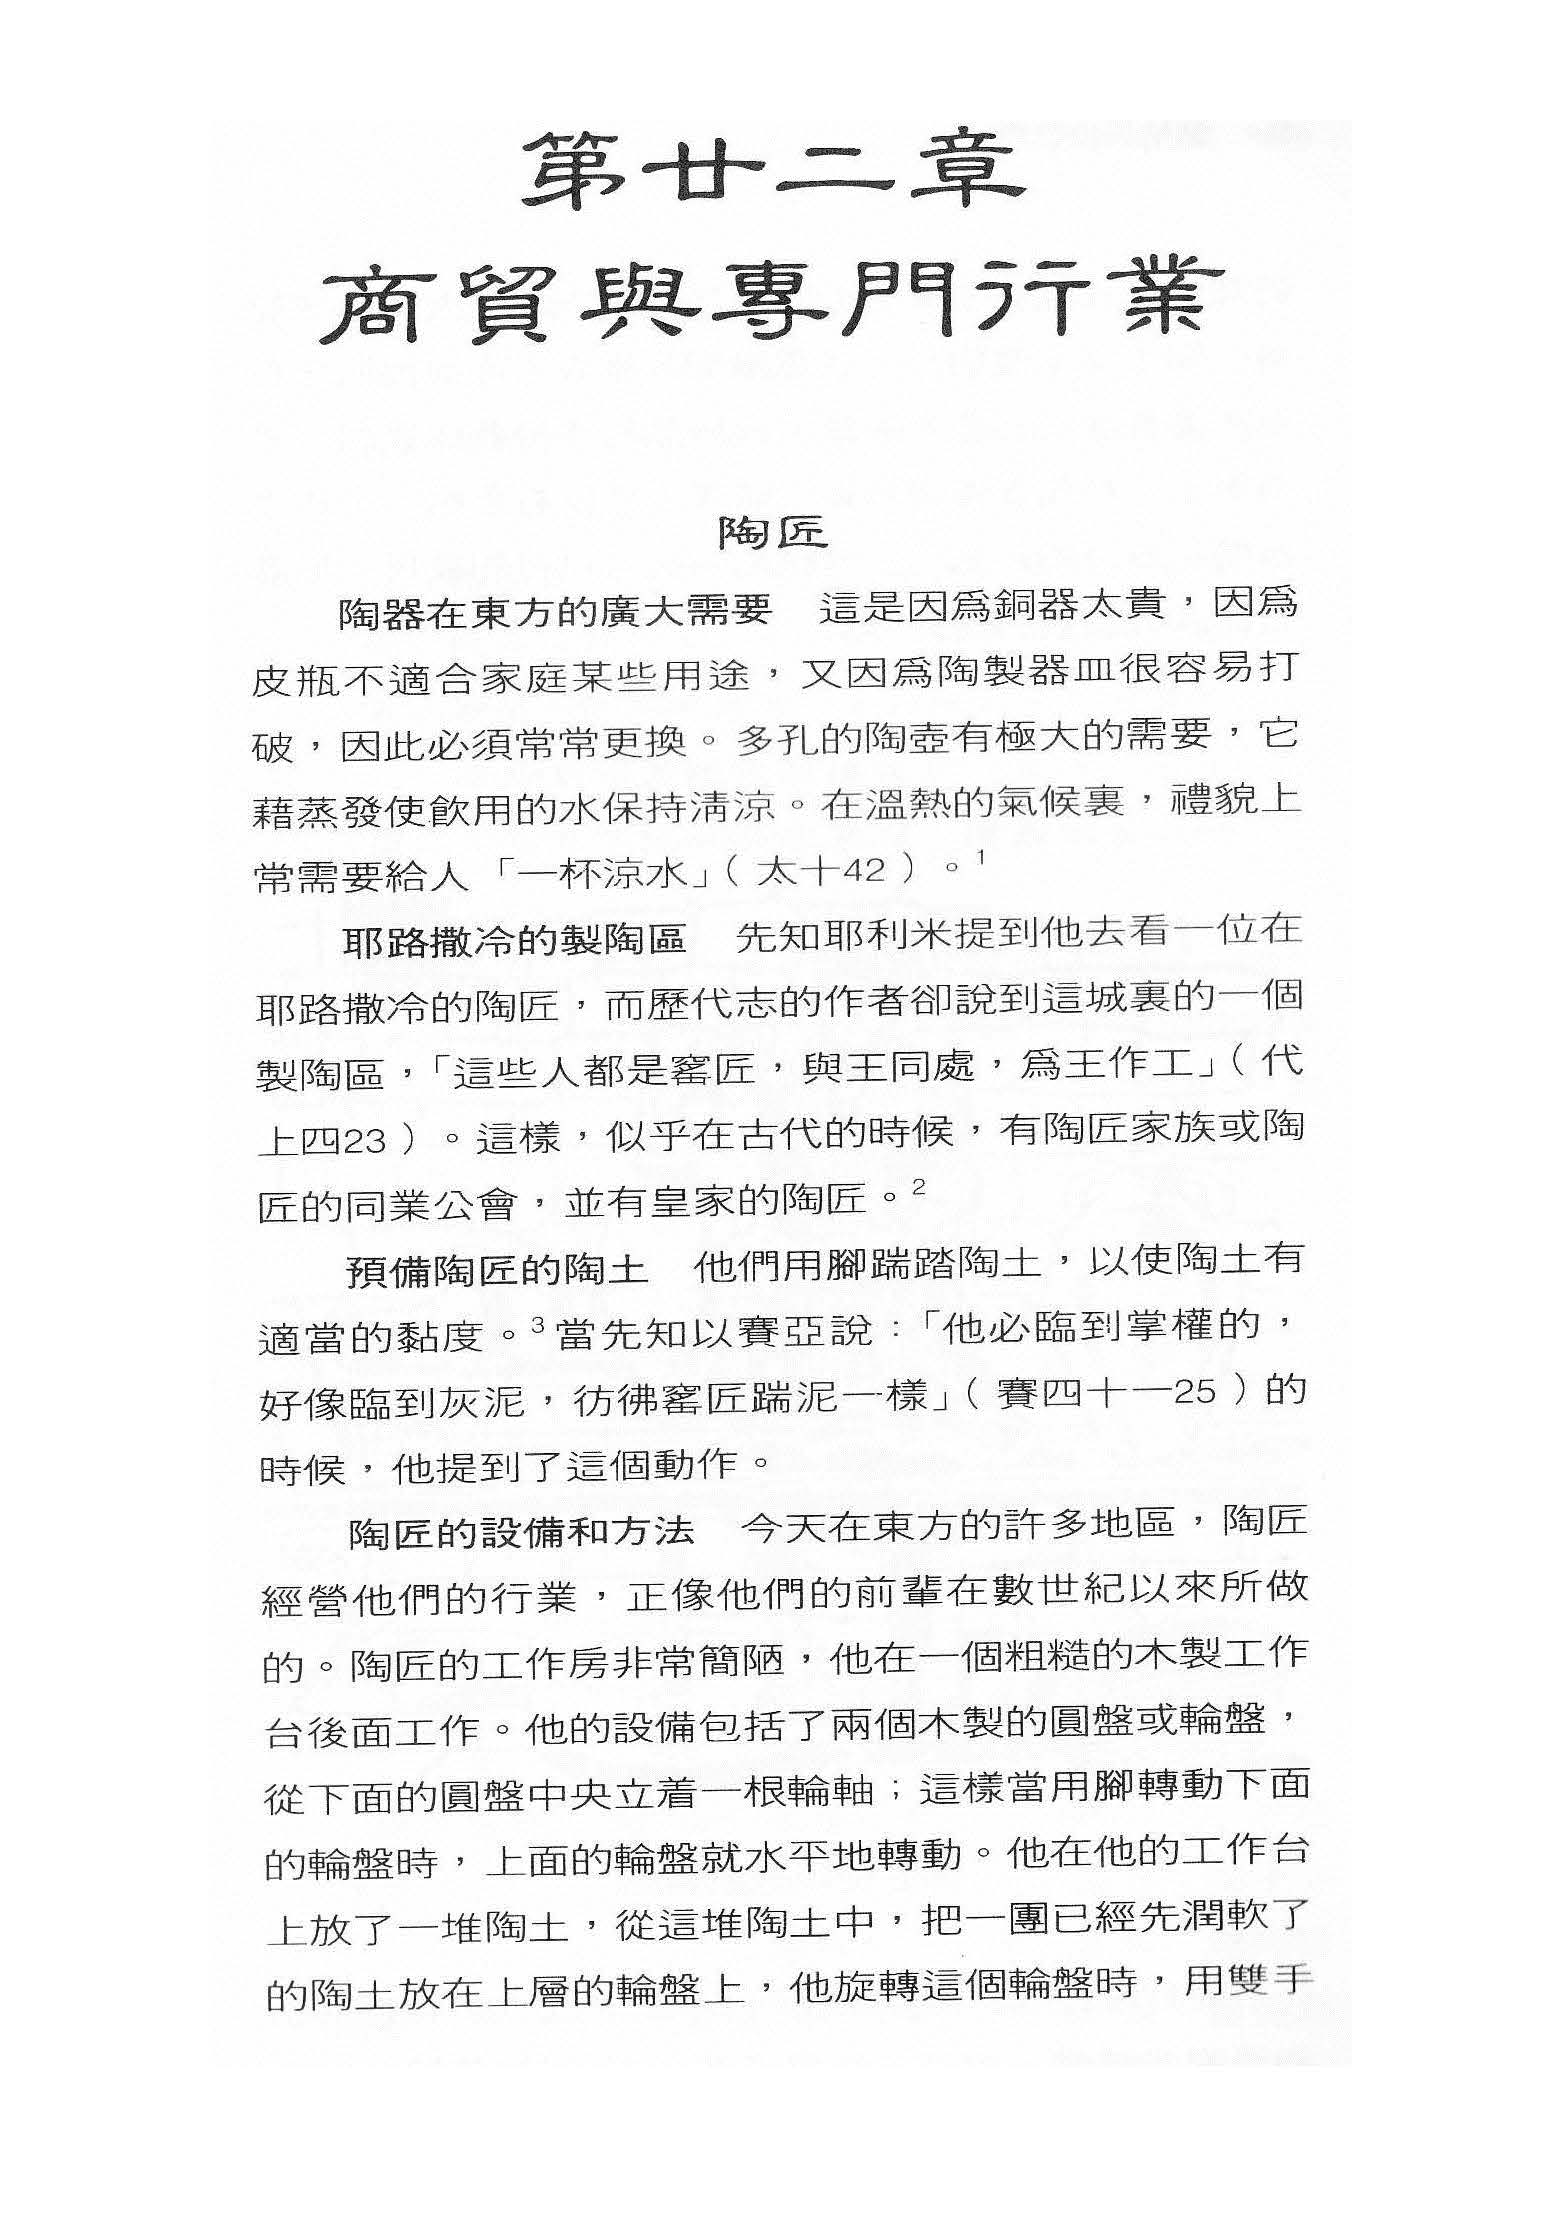 第廿二章
商貿與專門行業
陶匠
陶器在東方的廣大需要　這是因爲銅器太貴，因爲
皮瓶不適合家庭某些用途，又因爲陶製器皿很容易打
破，因此必須常常更換。多孔的陶壺有極大的需要，它
藉蒸發使飲用的水保持淸涼。在溫熱的氣候裏，禮貌上
常需要給人「一杯涼水」（太十42）。1
耶路撒冷的製陶區　先知耶利米提到他去看一位在
耶路撒冷的陶匠，而歷代志的作者卻說到這城裏的一個
製陶區，「這些人都是窰匠，與王同處，爲王作工」（代
上四23）。這樣，似乎在古代的時候，有陶匠家族或陶
匠的同業公會，並有皇家的陶匠。2
預備陶匠的陶土　他們用腳踹踏陶土，以使陶土有
適當的黏度。3當先知以賽亞說：「他必臨到掌權的，
好像臨到灰泥，彷彿窰匠踹泥一樣」（賽四十一25）的
時候，他提到了這個動作。
陶匠的設備和方法　今天在東方的許多地區，陶匠
經營他們的行業，正像他們的前輩在數世紀以來所做
的。陶匠的工作房非常簡陋，他在一個粗糙的木製工作
台後面工作。他的設備包括了兩個木製的圓盤或輪盤，
從下面的圓盤中央立着一根輪軸；這樣當用腳轉動下面
的輪盤時，上面的輪盤就水平地轉動。他在他的工作台
上放了一堆陶土，從這堆陶土中，把一團已經先潤軟了
的陶土放在上層的輪盤上，他旋轉這個輪盤時，用雙手